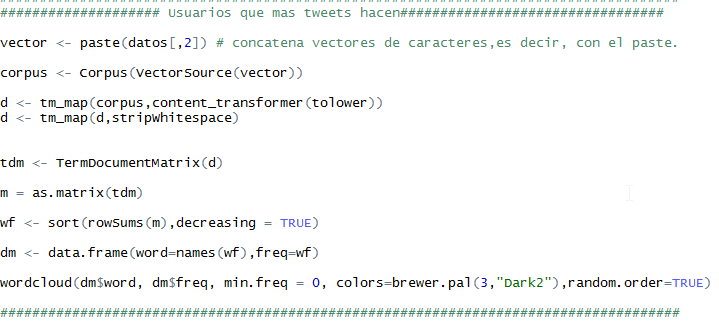 ################### Usuarios que mas tweets hacen################################
vector <- paste(datos[,2]) # concatena vectores de caracteres,es decir, con el paste.
corpus <- Corpus(VectorSource(vector))
d <- tm_map(corpus,content_transformer(tolower))
d <- tm_map(d,stripWhitespace)
tdm <- TermDocumentMatrix(d)
m = as.matrix(tdm)
wf <- sort(rowSums(m),decreasing = TRUE)
dm <- data.frame(word=names(wf),freq=wf)
wordcloud(dm$word, dm$freq, min.freq = 0, colors=brewer.pal(3,"Dark2"),random.order=TRUE)
####################################################################################